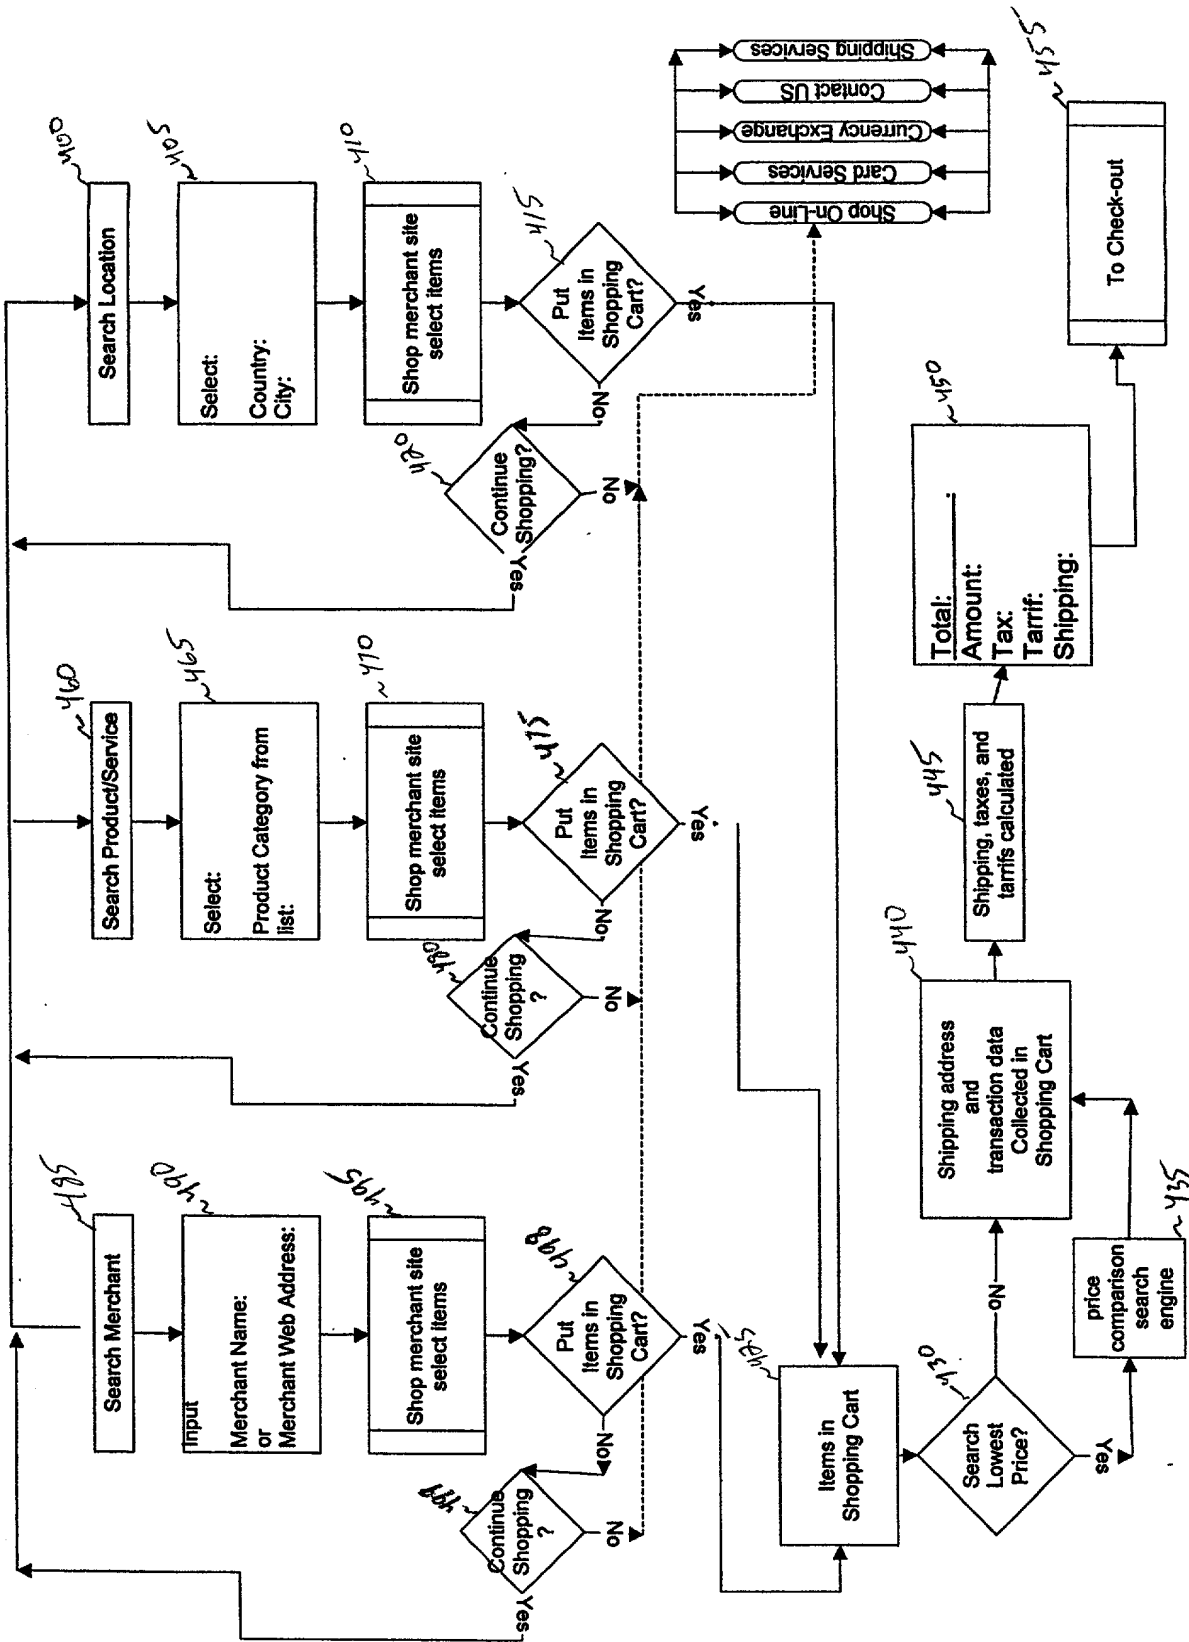 485
Search Merchant
490
Input
Merchant Name:
or
Merchant Web Address:
495
Shop merchant site
select items
498
Put
Items in
Shopping
Cart?
No
Yes
499
Continue
Shopping
?
Yes
No
460
Search Product/Service
465
Select:
Product Category from
list:
470
Shop merchant site
select items
475
Put
Items in
Shopping
Cart?
No
Yes
480
Continue
Shopping
?
Yes
No
400
Search Location
405
Select:
Country:
City:
410
Shop merchant site
select items
415
Put
Items in
Shopping
Cart?
No
Yes
420
Continue
Shopping?
Yes
No
Shop On-Line
Card Services
Currency Exchange
Contact US
Shipping Services
425
Items in
Shopping Cart
430
Search
Lowest
Price?
No
Yes
435
price
comparison
search
engine
440
Shipping address
and
transaction data
Collected in
Shopping Cart
445
Shipping, taxes, and
tarrifs calculated
450
Total:
Amount:
Tax:
Tarrif:
Shipping:
455
To Check-out